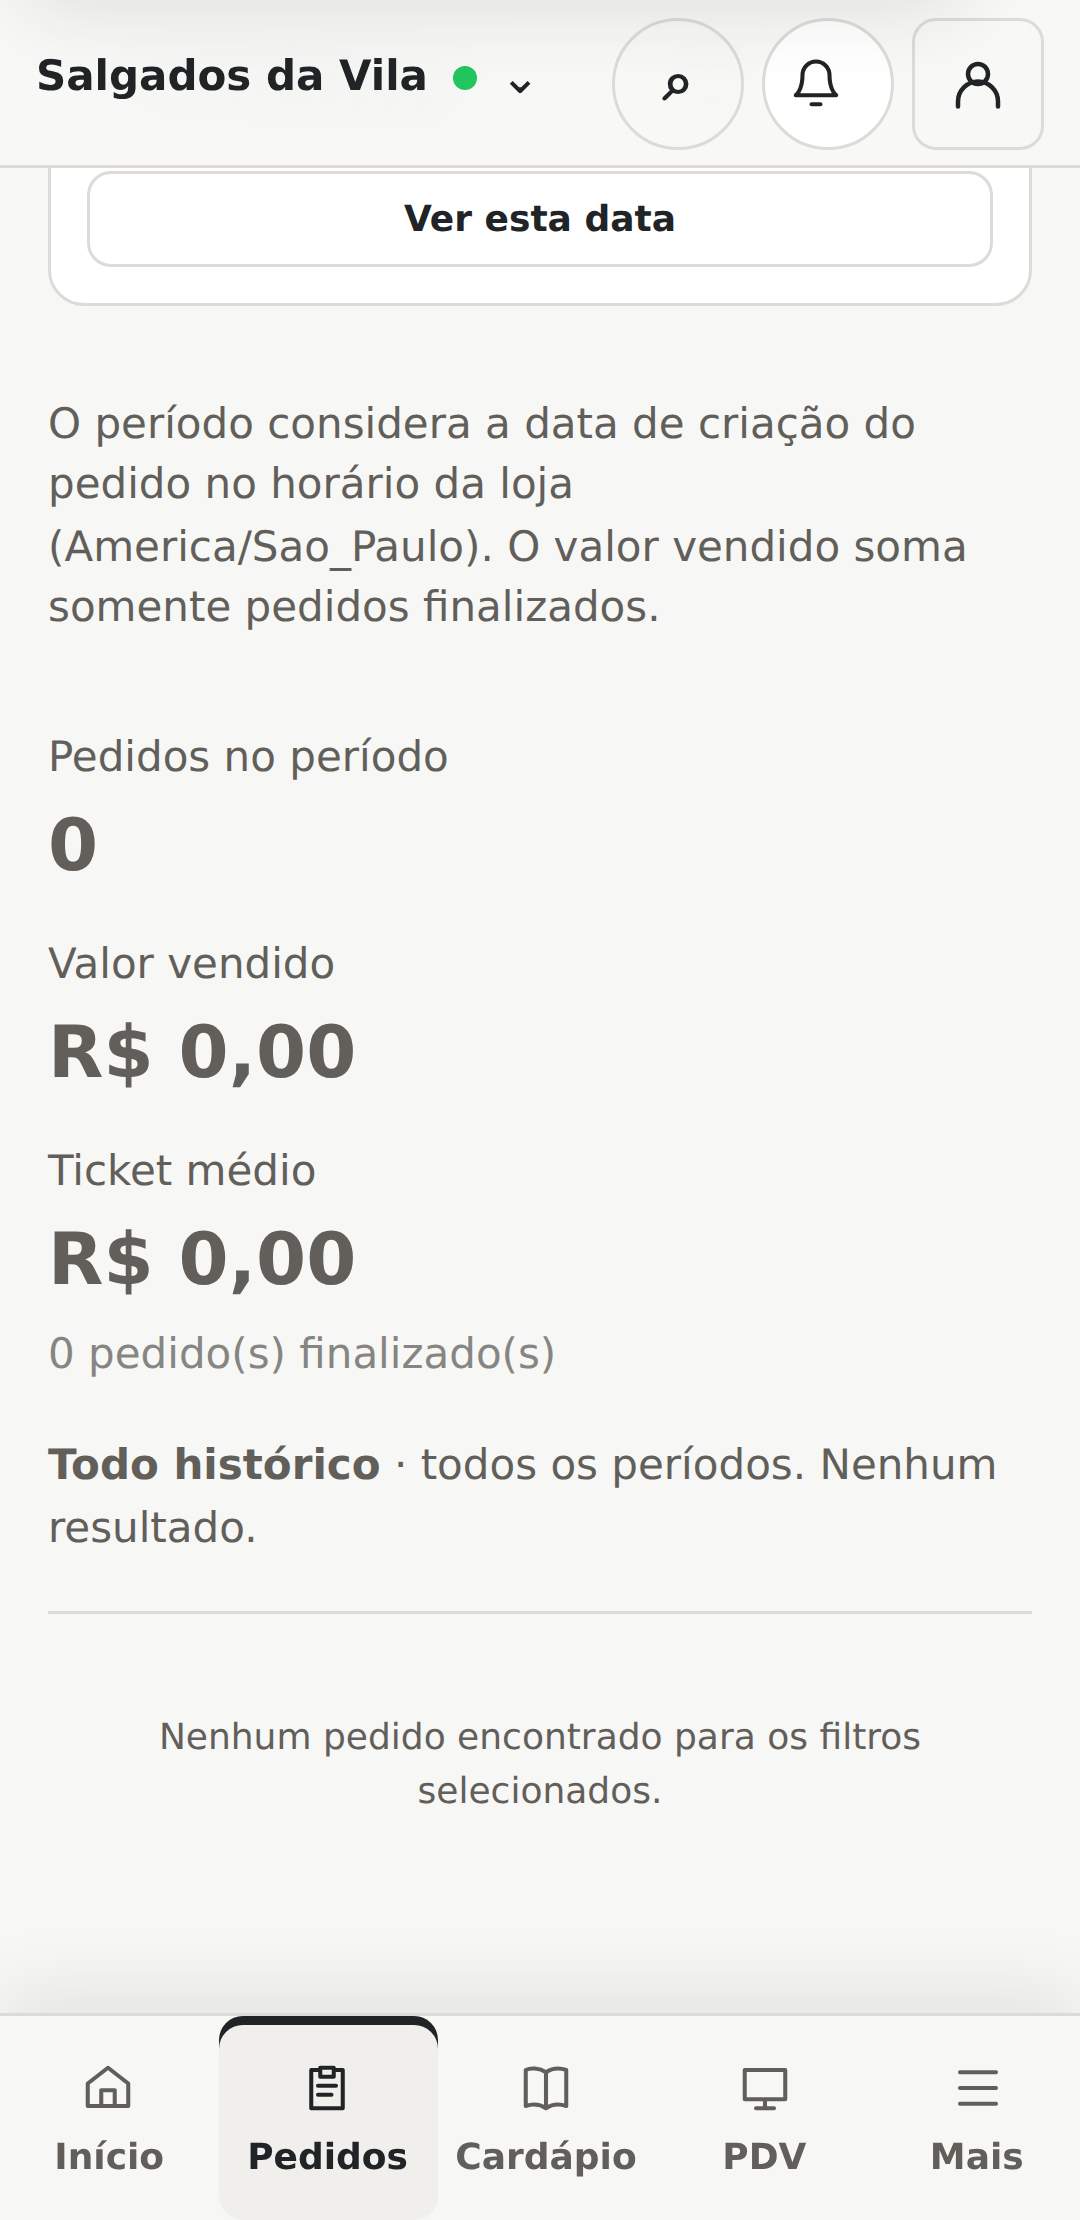 Salgados da Vila
Ver esta data
O período considera a data de criação do
pedido no horário da loja
(America/Sao_Paulo). O valor vendido soma
somente pedidos finalizados.
Pedidos no período
0
Valor vendido
R$ 0,00
Ticket médio
R$ 0,00
0 pedido(s) finalizado(s)
Todo histórico · todos os períodos. Nenhum
resultado.
Nenhum pedido encontrado para os filtros
selecionados.
Início
Pedidos
Cardápio
PDV
Mais